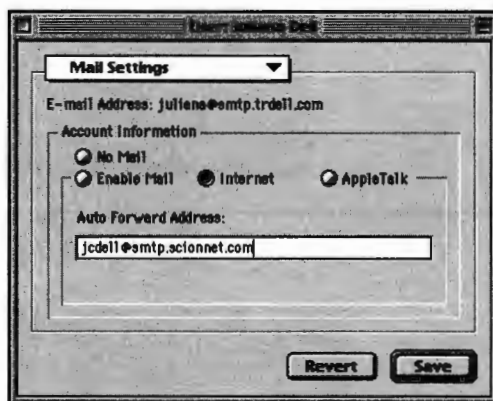 Mail Settings
E-mail Address: juliana@smtp.trdell.com
Account Information
No Mail
Enable Mail Internet AppleTalk
Auto Forward Address:
jcdell@smtp.scionnet.com
Revert Save